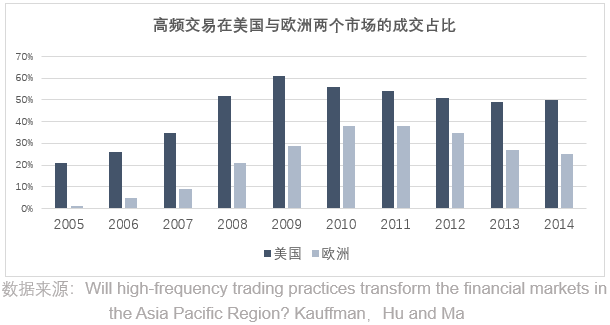 高频交易在美国与欧洲两个市场的成交占比
70%
60%
50%
40%
30%
20%
10%
0%
2005 2006 2007 2008 2009 2010 2011 2012 2013 2014
美国 欧洲
数据来源：Will high-frequency trading practices transform the financial markets in
the Asia Pacific Region? Kauffman，Hu and Ma